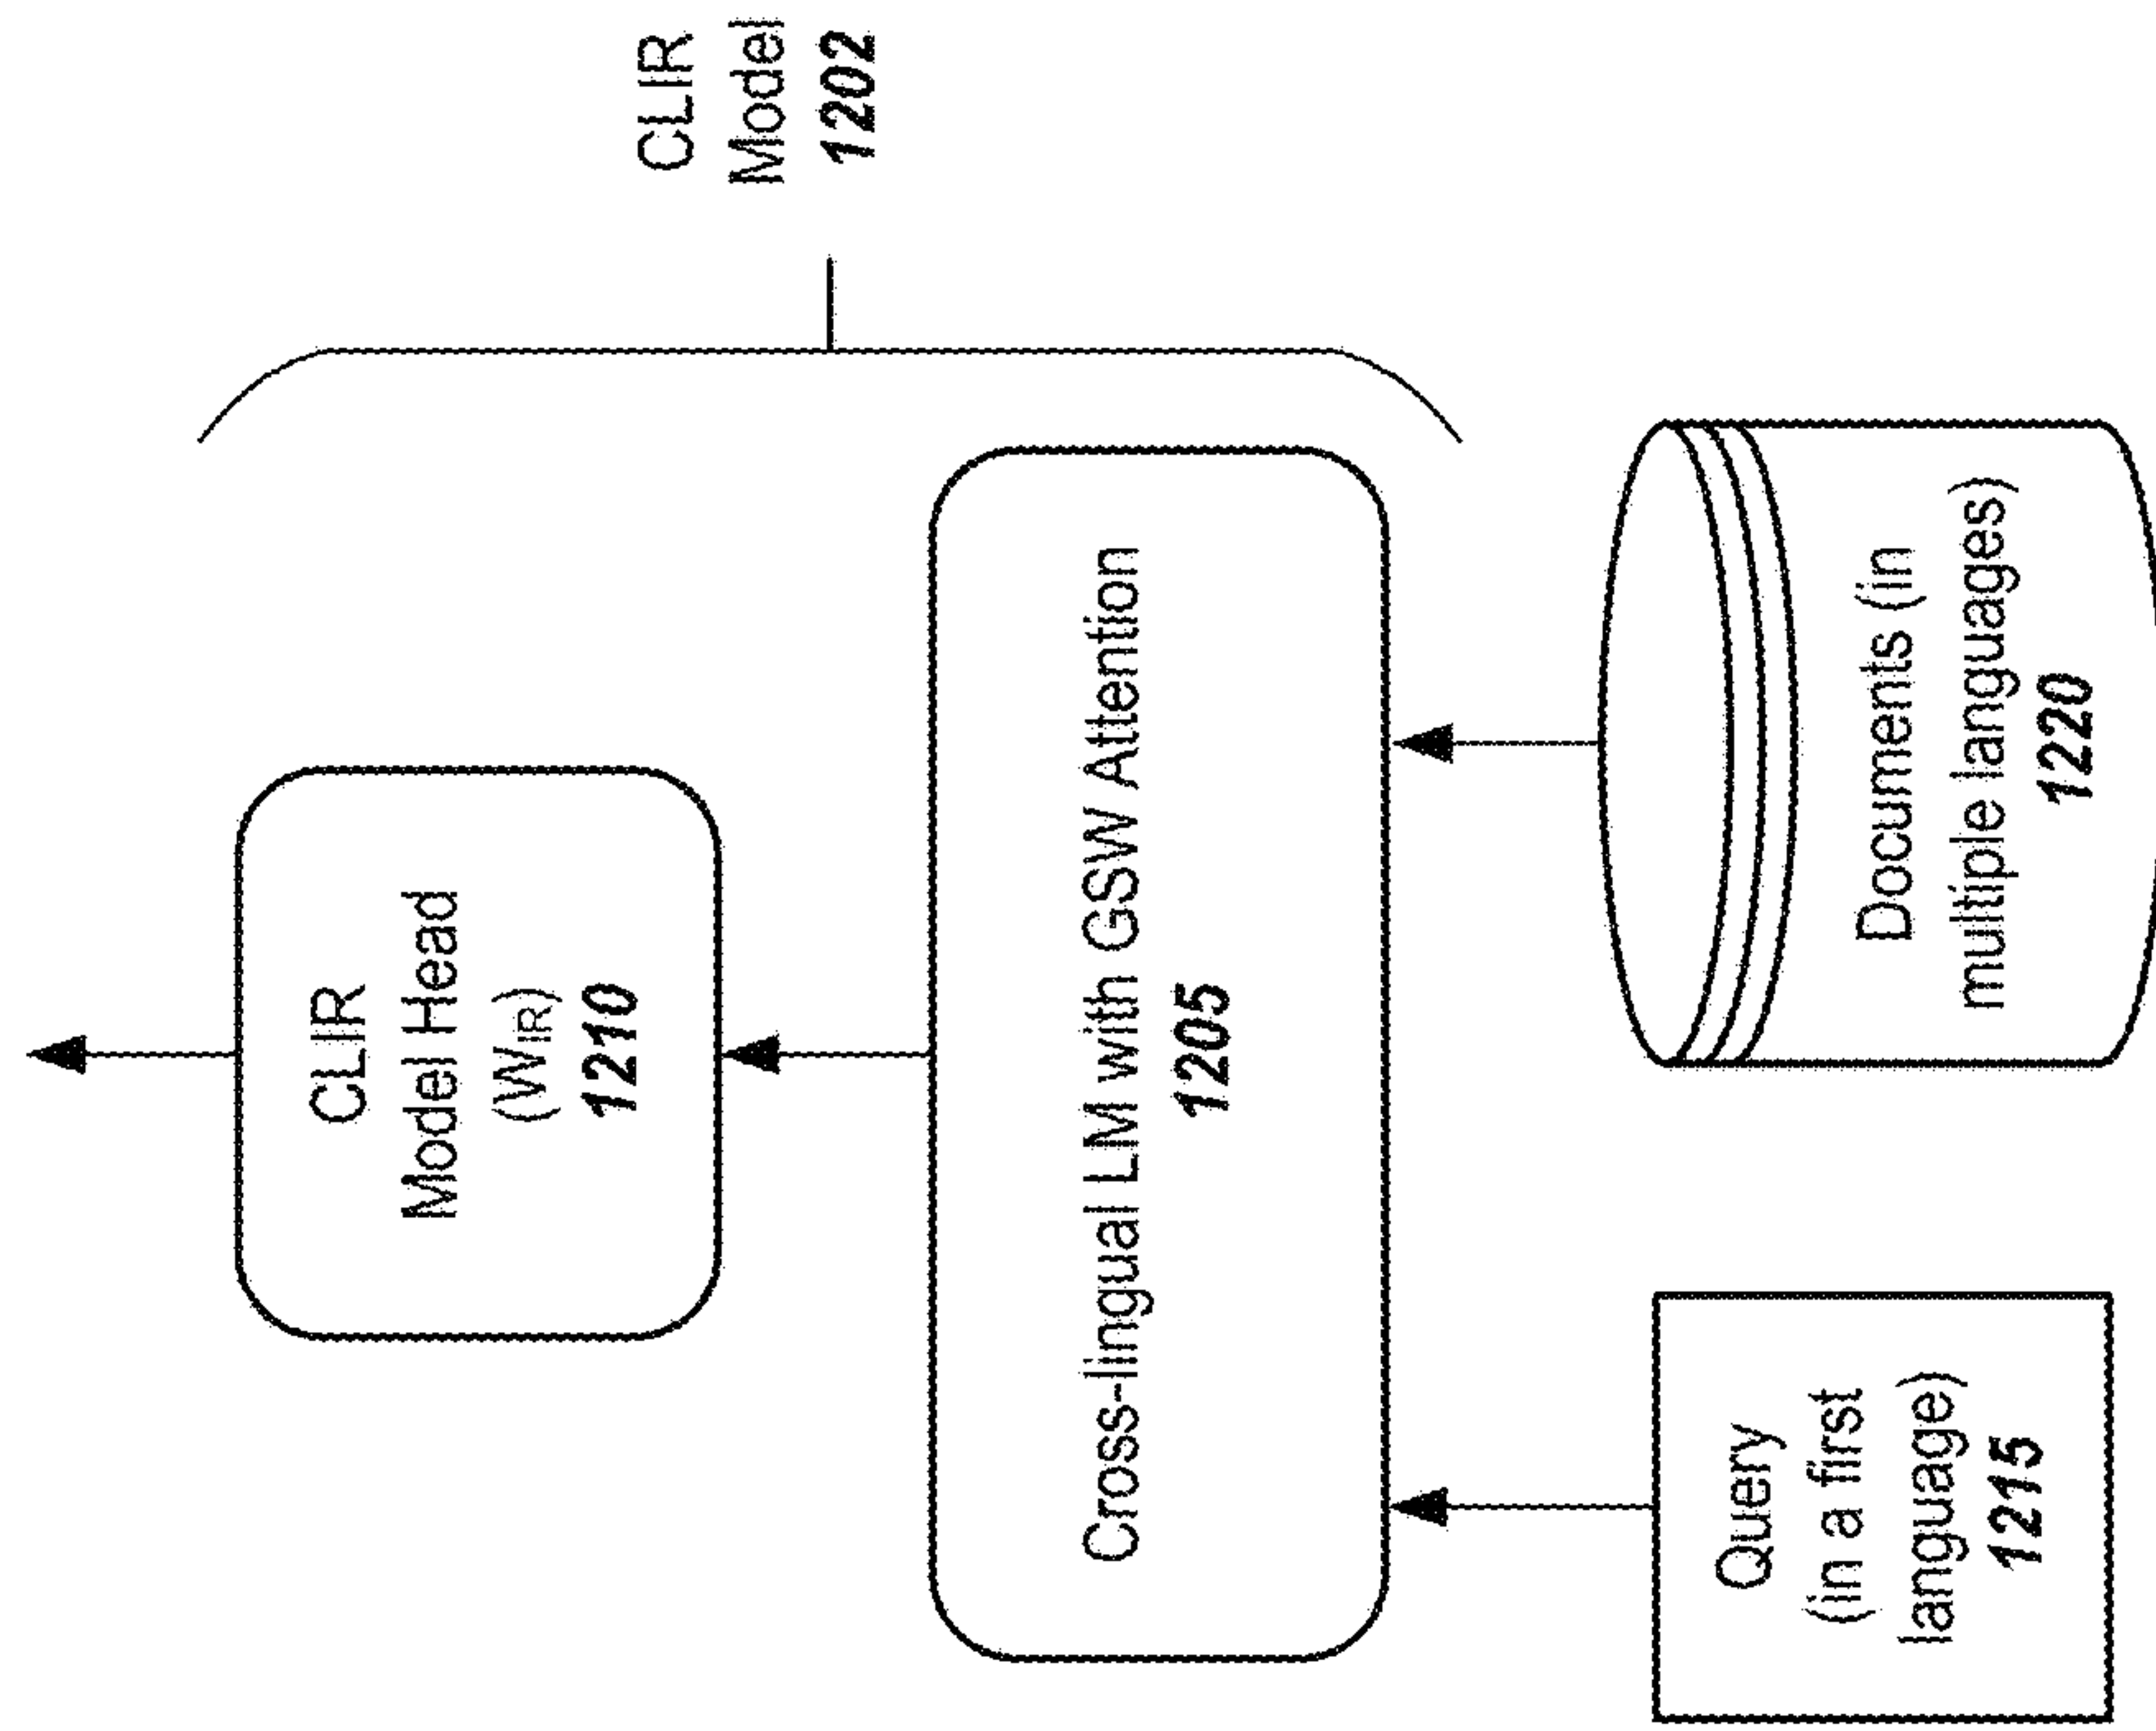 CLIR
Model
1202
CLIR
Model Head
(WIR)
1210
Cross-lingual LM with GSW Attention
1205
Query
(in a first
language)
1215
Documents (in
multiple languages)
1220